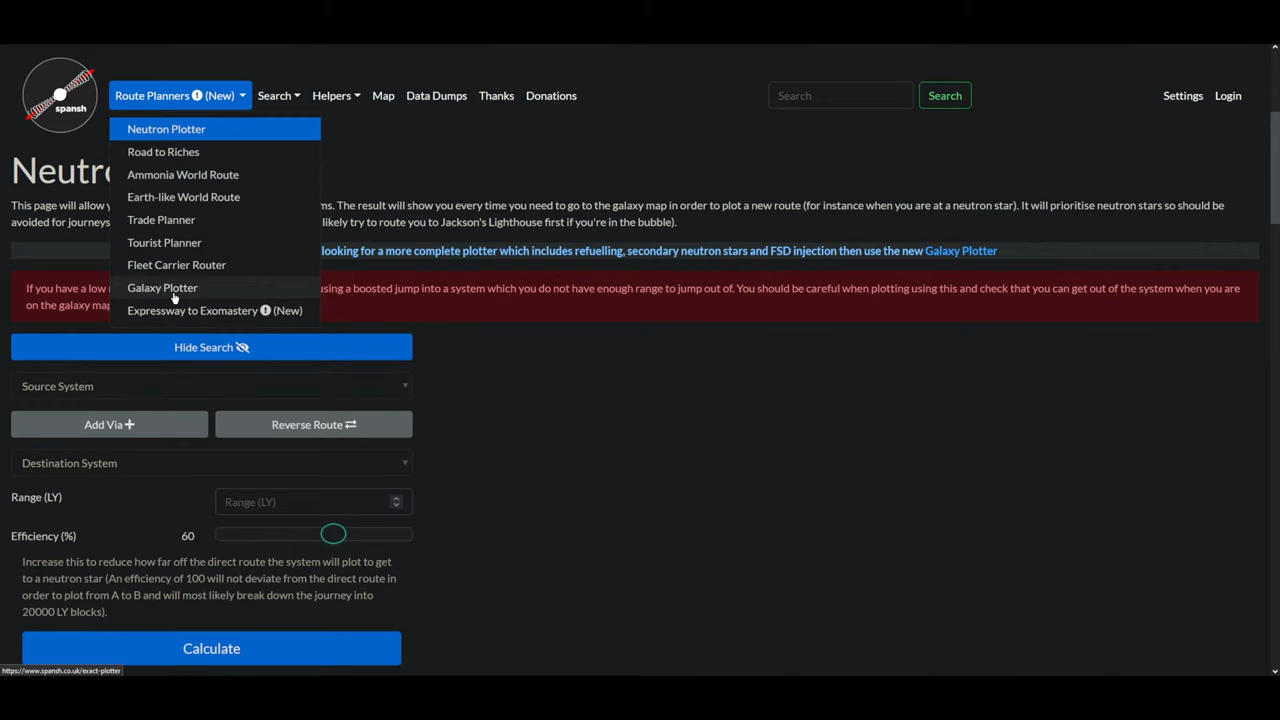 spansh
Route Planners (New) Search Helpers Map Data Dumps Thanks Donations Search Search Settings Login
Neutron Plotter
Road to Riches
Ammonia World Route
Earth-like World Route
Trade Planner
Tourist Planner
Fleet Carrier Router
Galaxy Plotter
Expressway to Exomastery (New)
Neutr
This page will allow y ms. The result will show you every time you need to go to the galaxy map in order to plot a new route (for instance when you are at a neutron star). It will prioritise neutron stars so should be
avoided for journeys likely try to route you to Jackson's Lighthouse first if you're in the bubble).
looking for a more complete plotter which includes refuelling, secondary neutron stars and FSD injection then use the new Galaxy Plotter
If you have a low using a boosted jump into a system which you do not have enough range to jump out of. You should be careful when plotting using this and check that you can get out of the system when you are
on the galaxy map
Hide Search
Source System
Add Via Reverse Route
Destination System
Range (LY) Range (LY)
Efficiency (%) 60
Increase this to reduce how far off the direct route the system will plot to get
to a neutron star (An efficiency of 100 will not deviate from the direct route in
order to plot from A to B and will most likely break down the journey into
20000 LY blocks).
Calculate
https://www.spansh.co.uk/exact-plotter